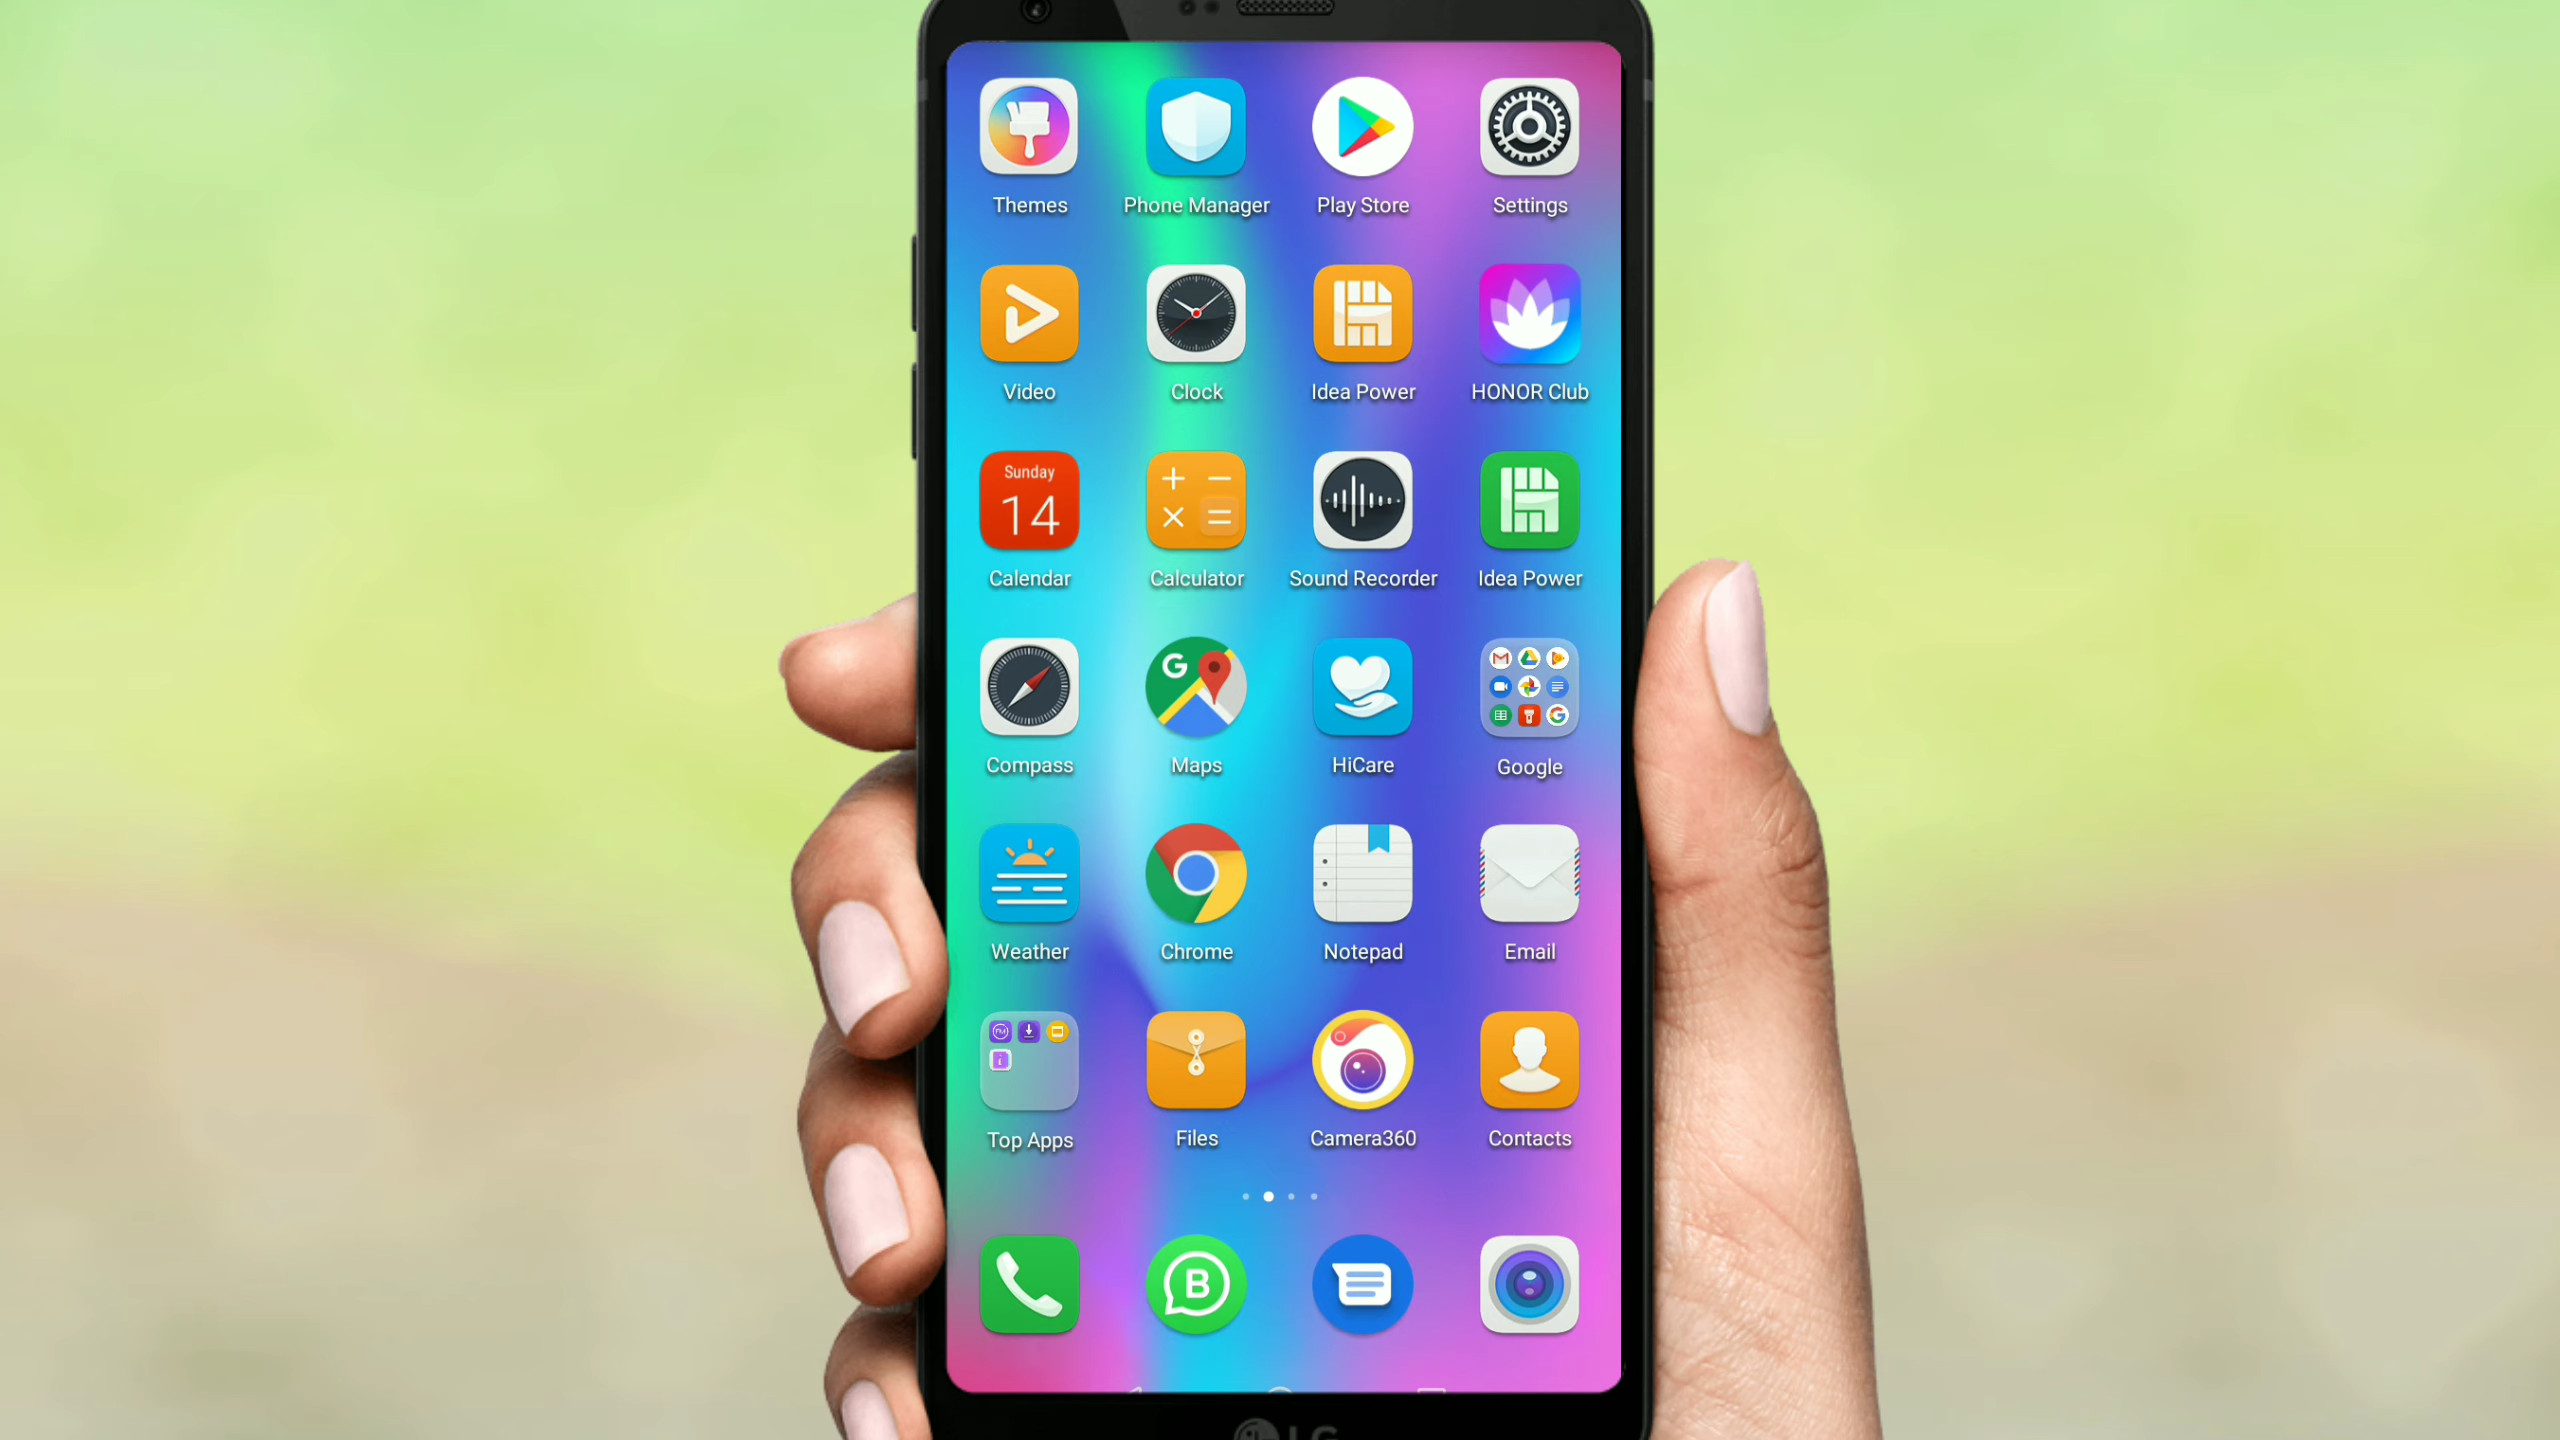 Themes
Phone Manager
Play Store
Settings
Video
Clock
Idea Power
HONOR Club
Sunday
14
Calendar
Calculator
Sound Recorder
Idea Power
Compass
G
Maps
HiCare
Google
Weather
Chrome
Notepad
Email
Top Apps
Files
Camera360
Contacts
B
LG